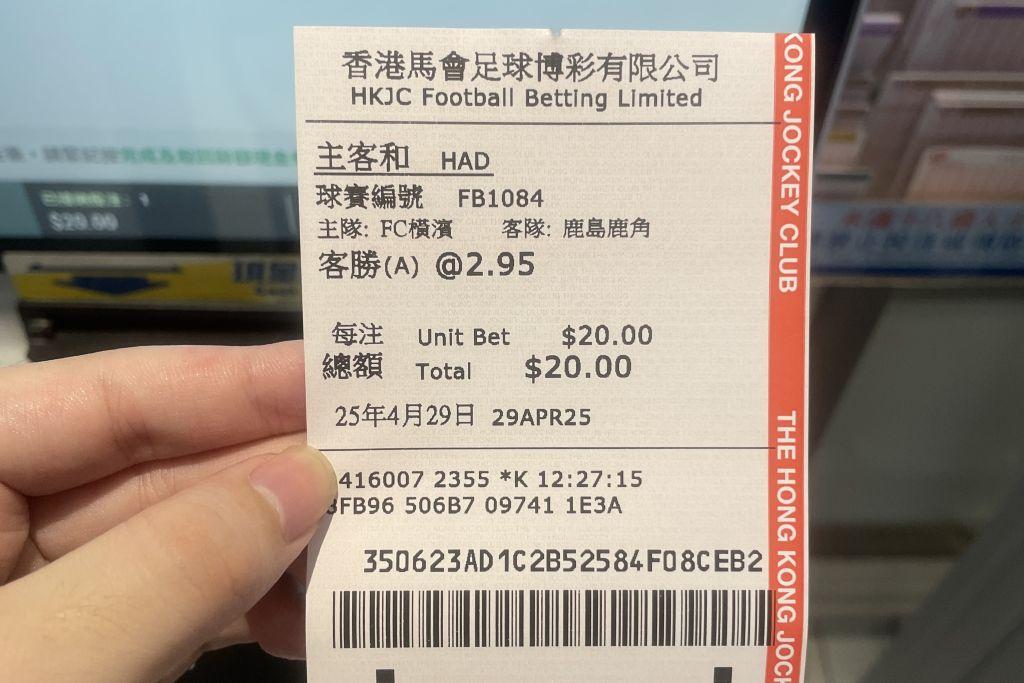 香港馬會足球博彩有限公司
HKJC Football Betting Limited
主客和 HAD
球賽編號 FB1084
主隊: FC橫濱 客隊: 鹿島鹿角
客勝(A) @2.95
每注 Unit Bet $20.00
總額 Total $20.00
25年4月29日 29APR25
416007 2355 *K 12:27:15
FB96 506B7 09741 1E3A
350623AD1C2B52584F08CEB2
KONG JOCKEY CLUB
THE HONG KONG JOCK
$20.00